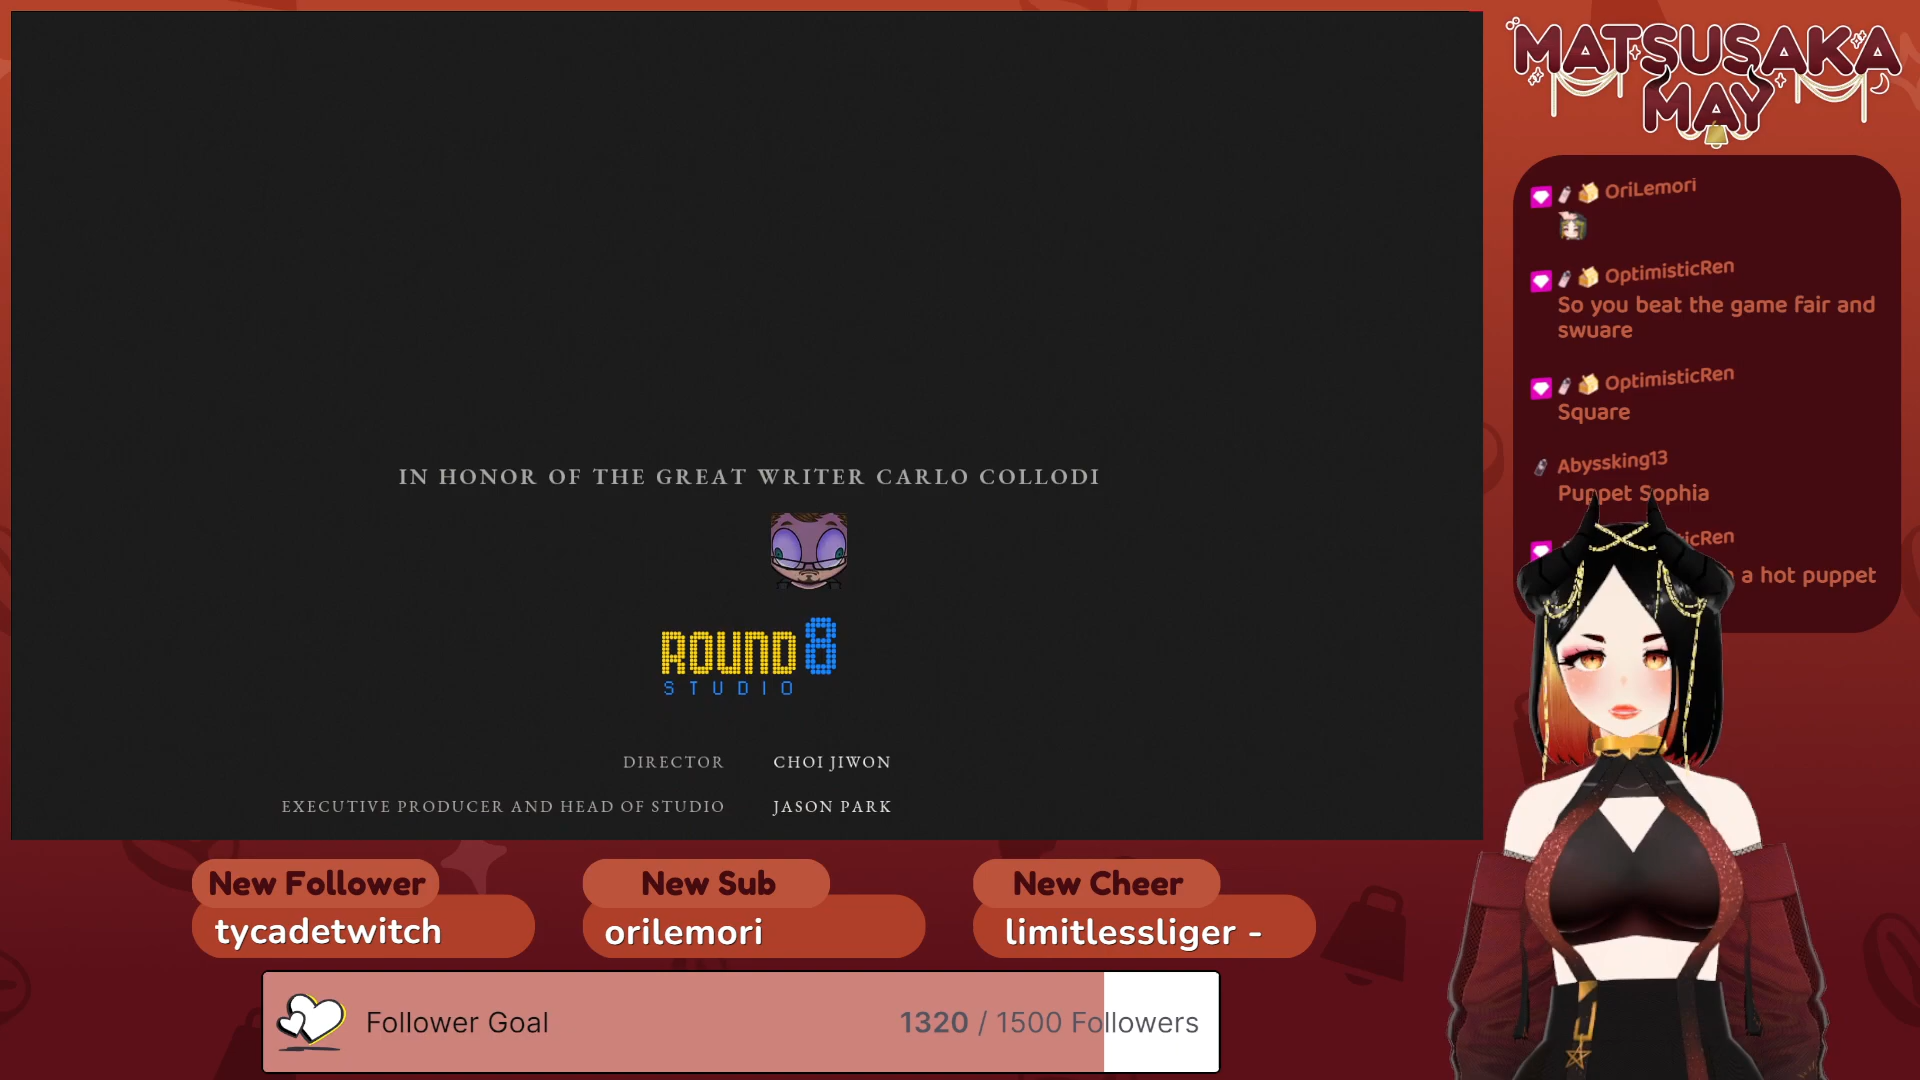 MATSUSAKA
MAY
OriLemori
OptimisticRen
So you beat the game fair and
swuare
OptimisticRen
Square
Abyssking13
Puppet Sophia
ticRen
a hot puppet
IN HONOR OF THE GREAT WRITER CARLO COLLODI
ROUND8
STUDIO
DIRECTOR CHOI JIWON
EXECUTIVE PRODUCER AND HEAD OF STUDIO JASON PARK
New Follower
tycadetwitch
New Sub
orilemori
New Cheer
limitlessliger -
Follower Goal
1320 / 1500 Followers